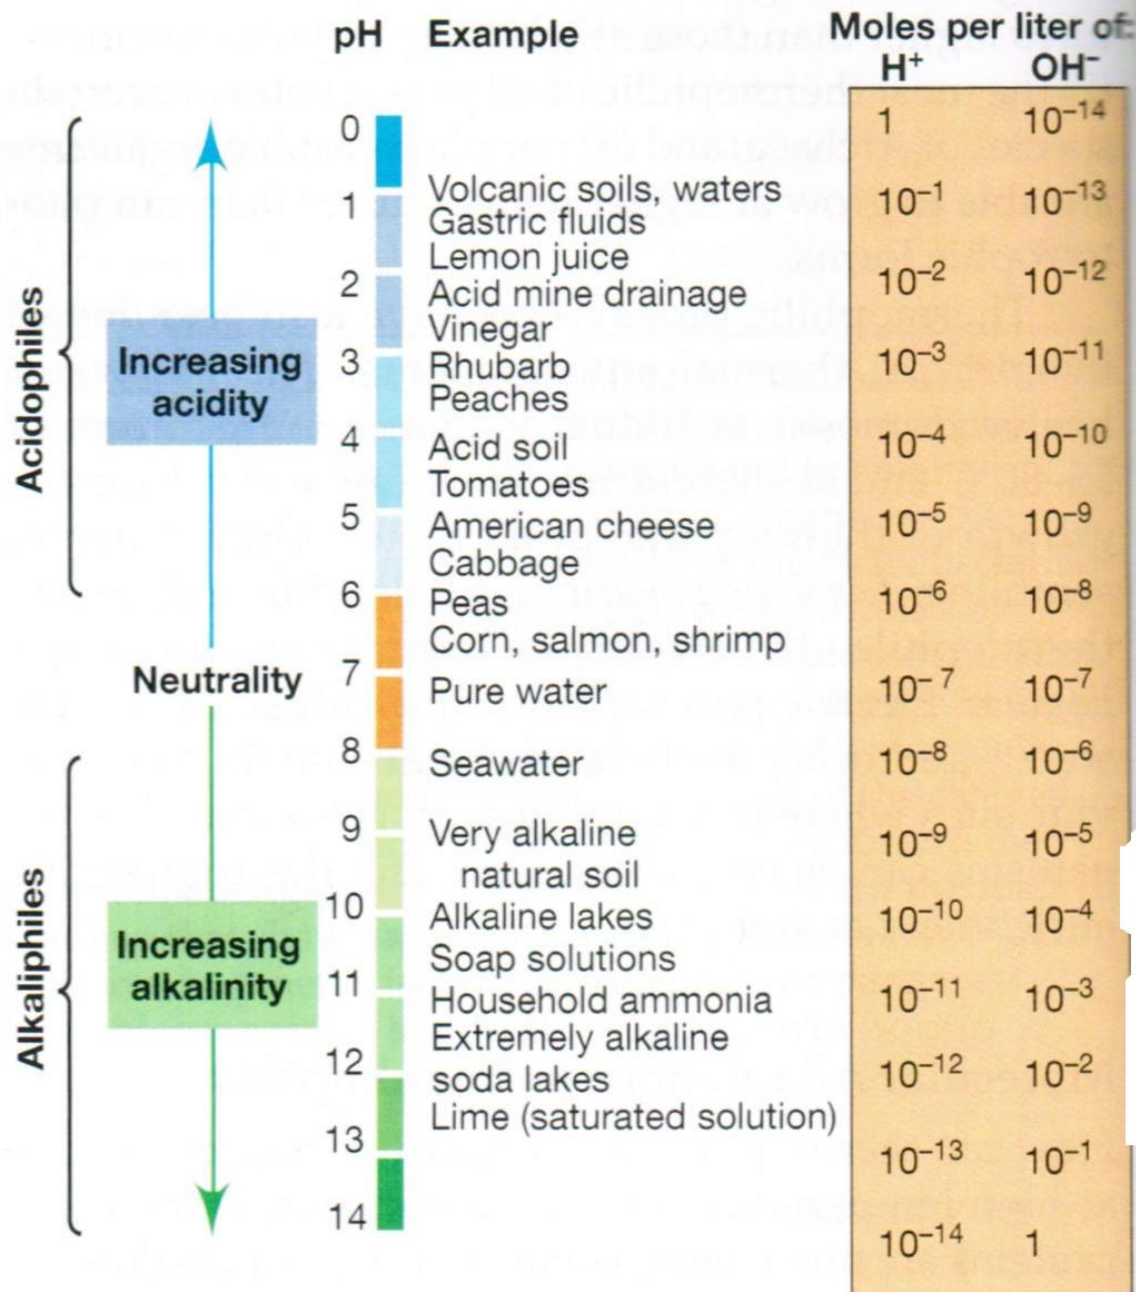 pH Example Moles per liter of:
H⁺ OH⁻
0 1 10⁻¹⁴
Volcanic soils, waters
1 Gastric fluids 10⁻¹ 10⁻¹³
Lemon juice
2 Acid mine drainage 10⁻² 10⁻¹²
Vinegar
Acidophiles
Increasing
acidity
3 Rhubarb 10⁻³ 10⁻¹¹
Peaches
4 Acid soil 10⁻⁴ 10⁻¹⁰
Tomatoes
5 American cheese 10⁻⁵ 10⁻⁹
Cabbage
6 Peas 10⁻⁶ 10⁻⁸
Corn, salmon, shrimp
Neutrality 7 Pure water 10⁻⁷ 10⁻⁷
8 Seawater 10⁻⁸ 10⁻⁶
9 Very alkaline 10⁻⁹ 10⁻⁵
natural soil
Alkaliphiles
Increasing
alkalinity
10 Alkaline lakes 10⁻¹⁰ 10⁻⁴
Soap solutions
11 Household ammonia 10⁻¹¹ 10⁻³
Extremely alkaline
12 soda lakes 10⁻¹² 10⁻²
Lime (saturated solution)
13 10⁻¹³ 10⁻¹
14 10⁻¹⁴ 1